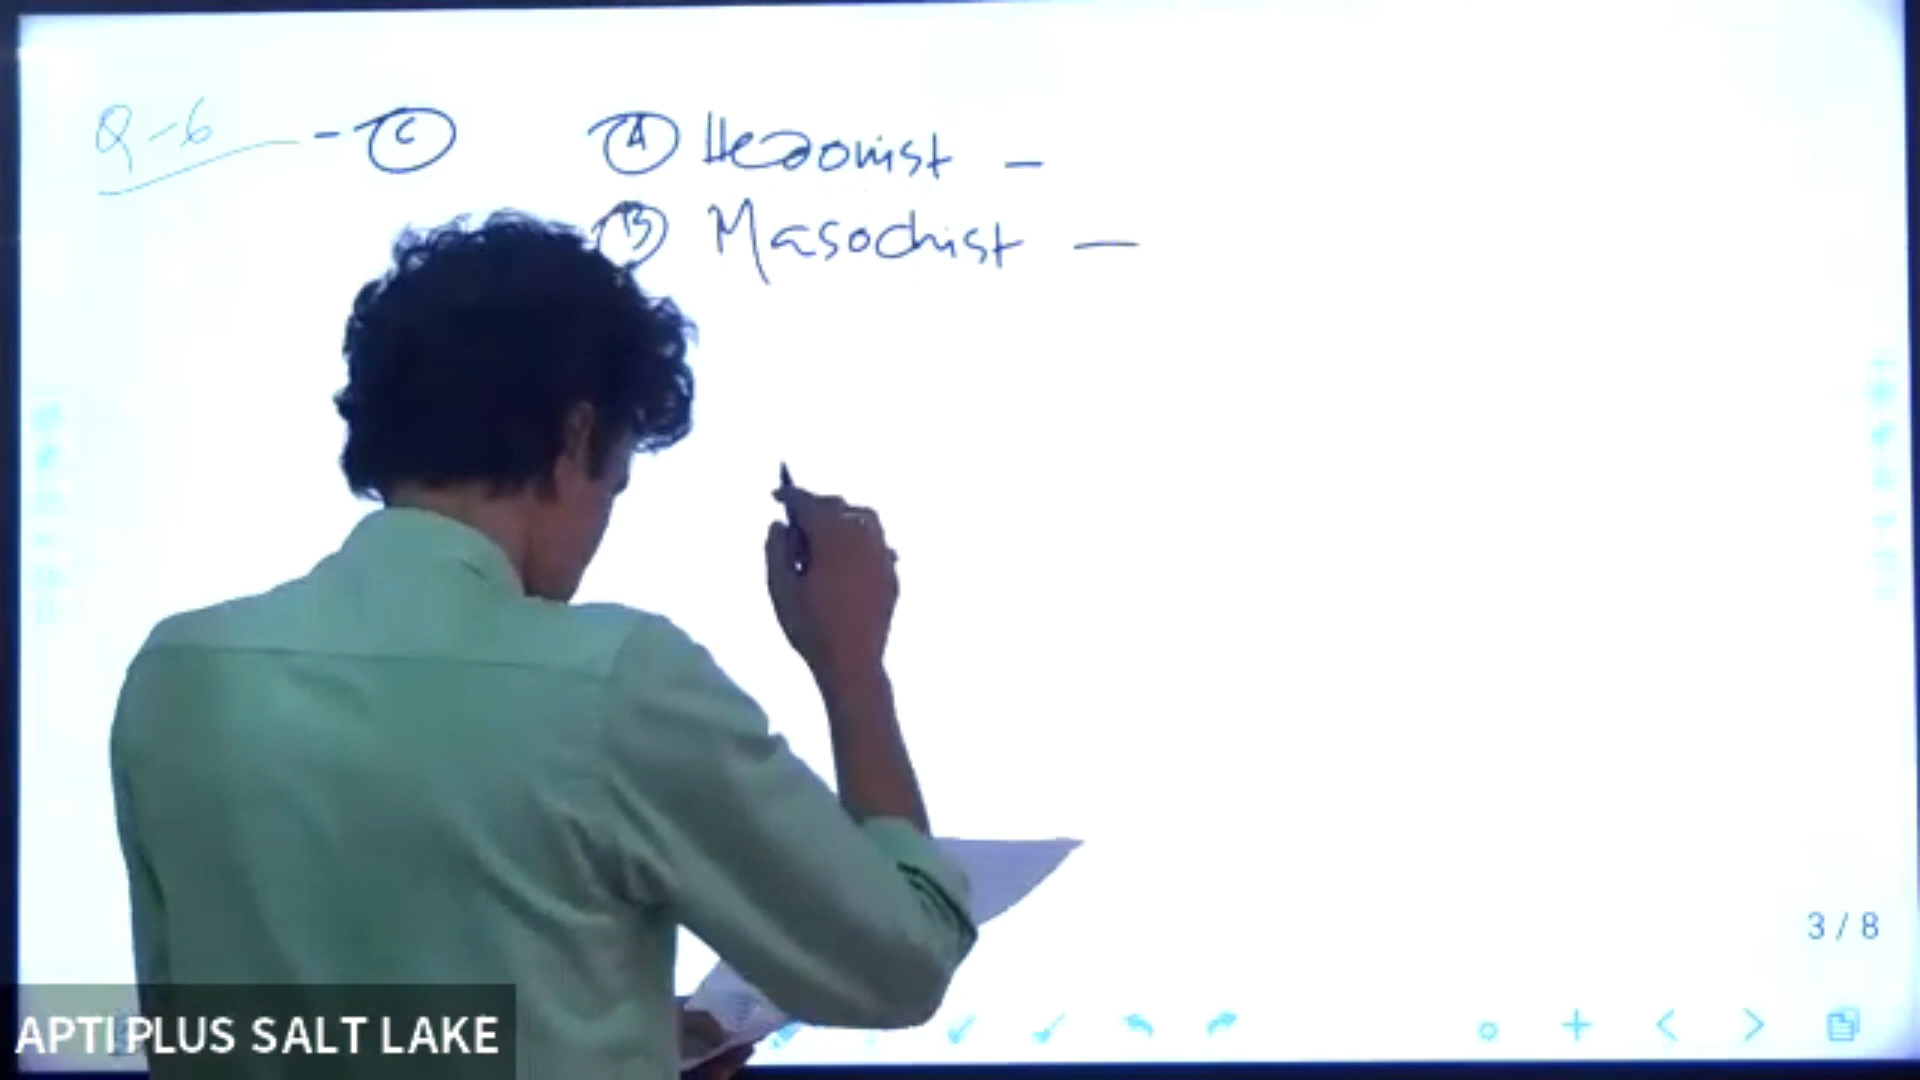 Q-6 - C A Hedonist -
B Masochist -
3 / 8
APTI PLUS SALT LAKE